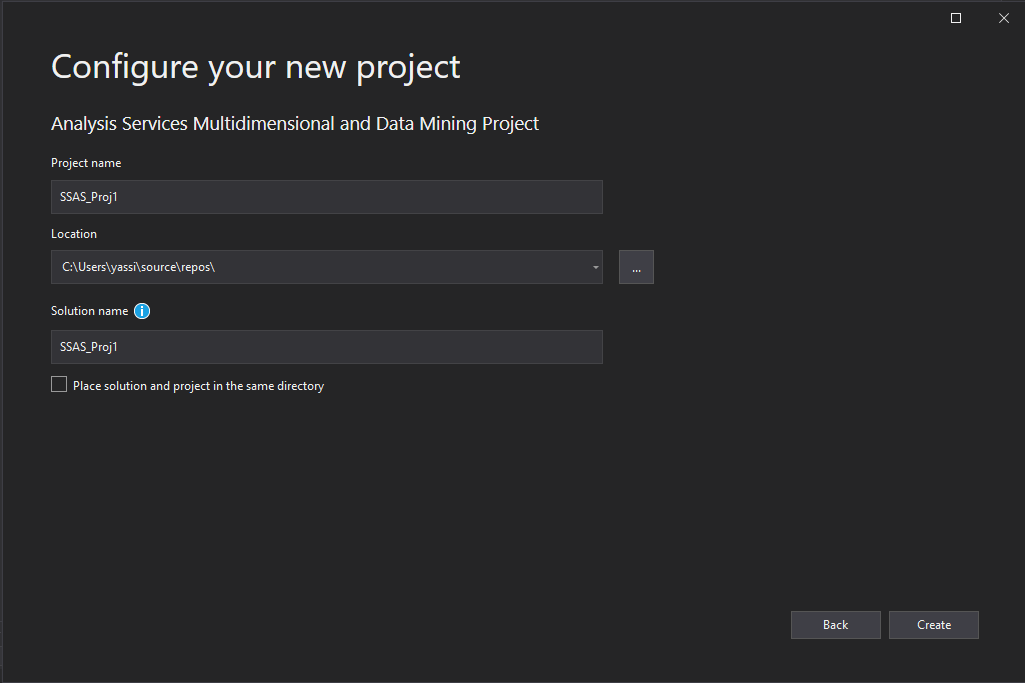 Configure your new project
Analysis Services Multidimensional and Data Mining Project
Project name
SSAS_Proj1
Location
C:\Users\yassi\source\repos\
...
Solution name
SSAS_Proj1
Place solution and project in the same directory
Back
Create